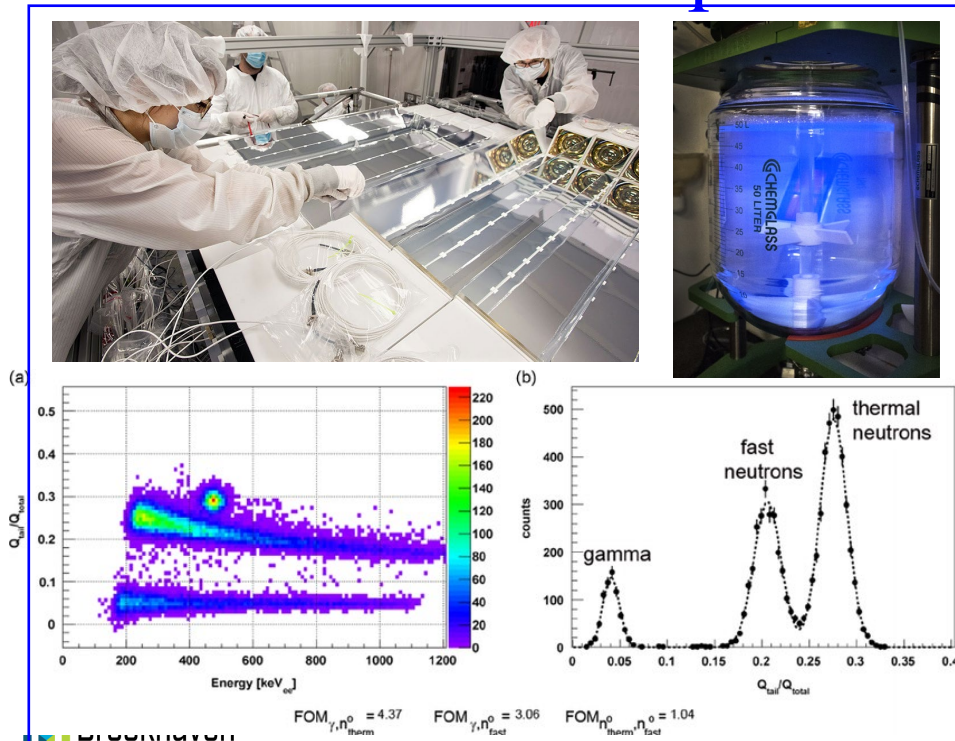 50 L
45
40
35
30
25
20
15
10
CHEMGLASS
50 LITER
(a)
(b)
0.5
0.4
0.3
0.2
0.1
0
Q_tail/Q_total
0 200 400 600 800 1000 1200
Energy [keV_ee]
220
200
180
160
140
120
100
80
60
40
20
0
500
400
300
200
100
0
counts
gamma
fast
neutrons
thermal
neutrons
0 0.05 0.1 0.15 0.2 0.25 0.3 0.35 0.4
Q_tail/Q_total
FOM_γ,n°_therm = 4.37 FOM_γ,n°_fast = 3.06 FOM_n°_therm,n°_fast = 1.04
Brookhaven